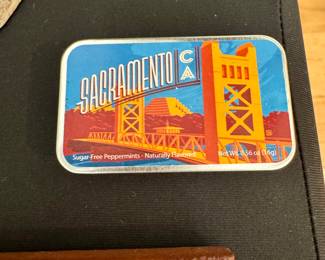 SACRAMENTO
CA
Sugar-Free Peppermints - Naturally Flavored
Net Wt. 0.56 oz (16g)